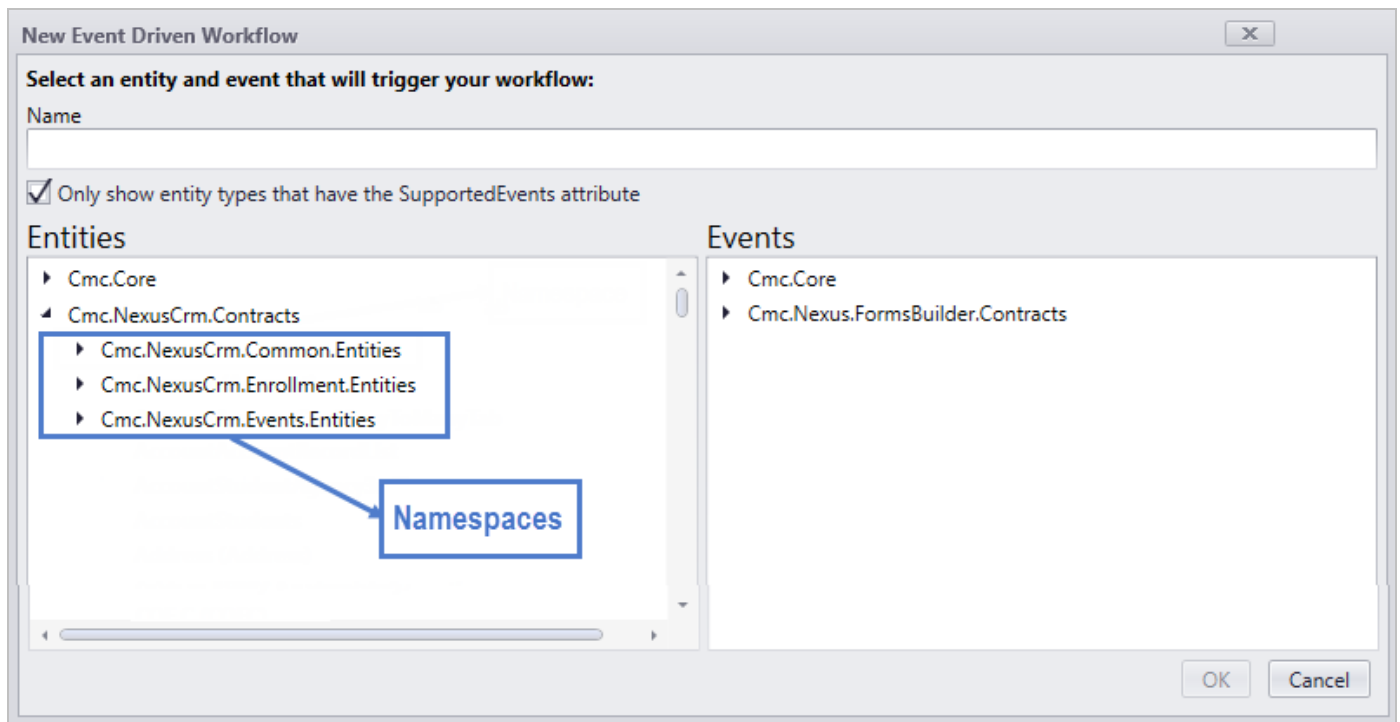 New Event Driven Workflow
Select an entity and event that will trigger your workflow:
Name
Only show entity types that have the SupportedEvents attribute
Entities
Cmc.Core
Cmc.NexusCrm.Contracts
Cmc.NexusCrm.Common.Entities
Cmc.NexusCrm.Enrollment.Entities
Cmc.NexusCrm.Events.Entities
Namespaces
Events
Cmc.Core
Cmc.Nexus.FormsBuilder.Contracts
OK
Cancel